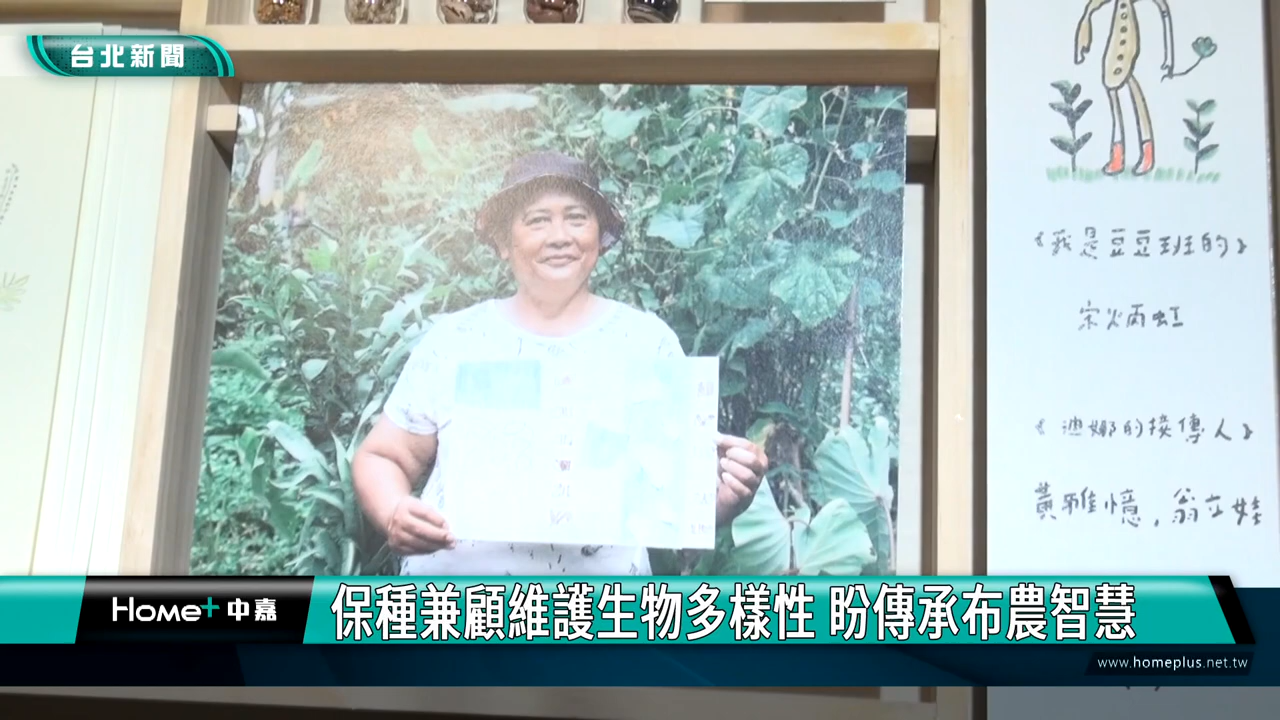 台北新聞
《我是豆豆班的》
宋炳虹
《迪娜的接傳人》
黃雅憶，翁立娃
Home+ 中嘉
保種兼顧維護生物多樣性 盼傳承布農智慧
www.homeplus.net.tw